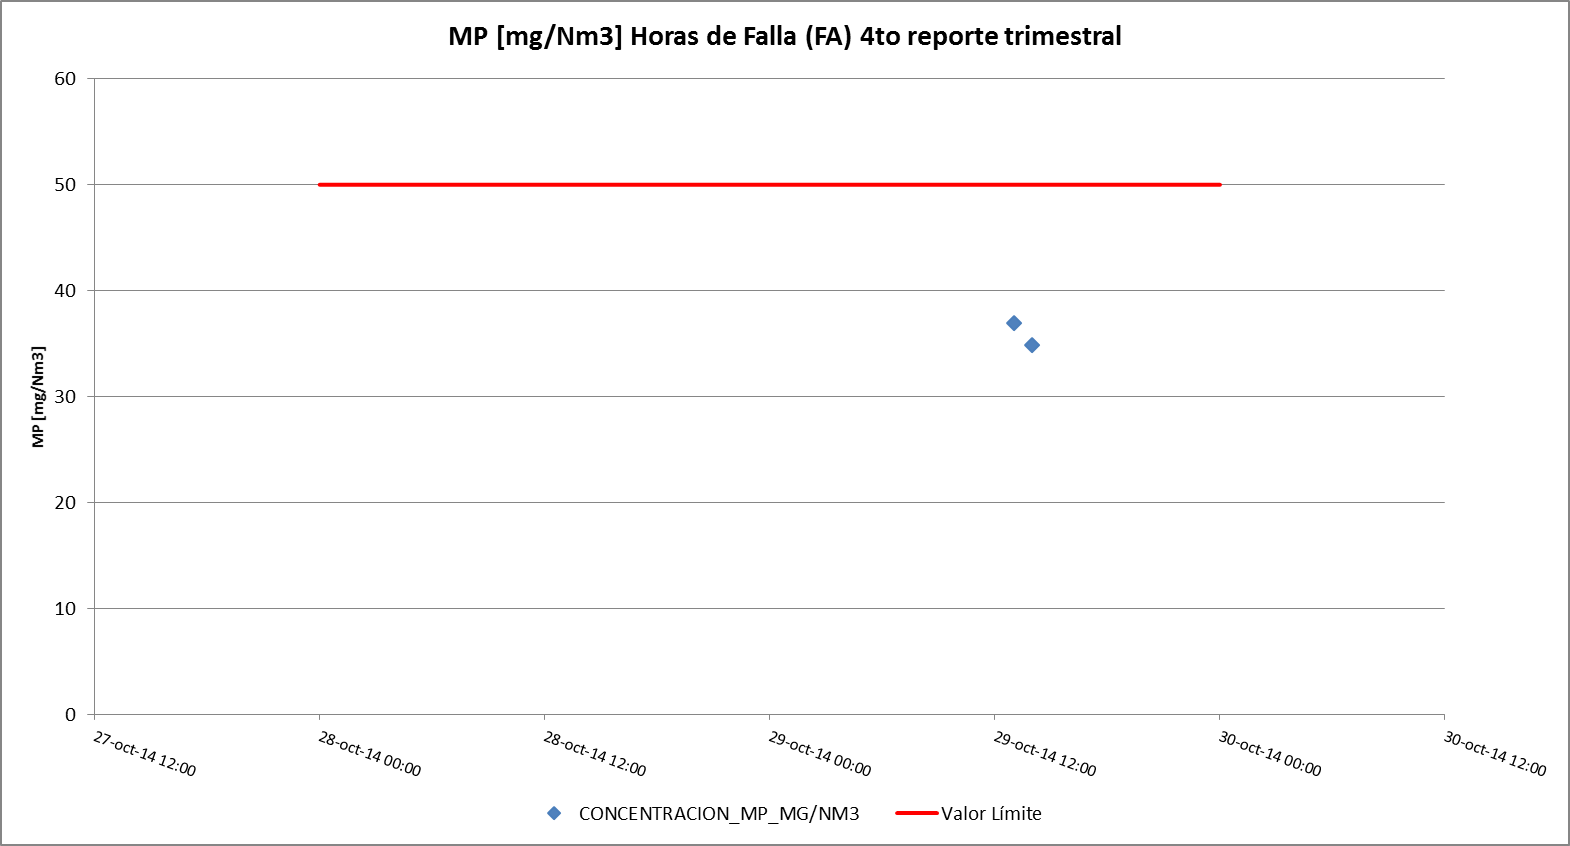 MP [mg/Nm3] Horas de Falla (FA) 4to reporte trimestral
60
50
40
30
20
10
0
MP [mg/Nm3]
27-oct-14 12:00
28-oct-14 00:00
28-oct-14 12:00
29-oct-14 00:00
29-oct-14 12:00
30-oct-14 00:00
30-oct-14 12:00
CONCENTRACION_MP_MG/NM3
Valor Límite